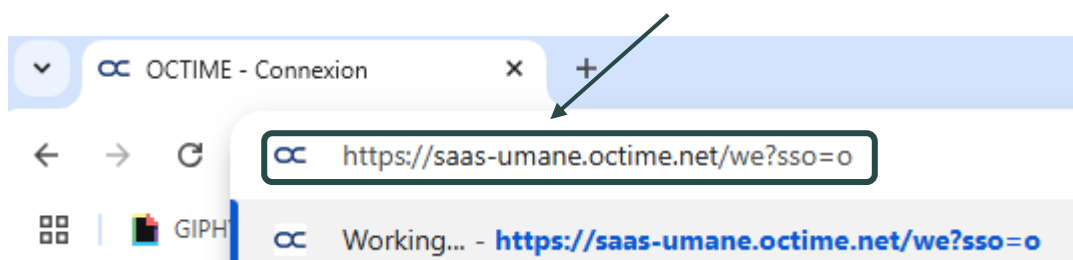 OCTIME - Connexion
https://saas-umane.octime.net/we?sso=o
GIPH
Working... - https://saas-umane.octime.net/we?sso=o